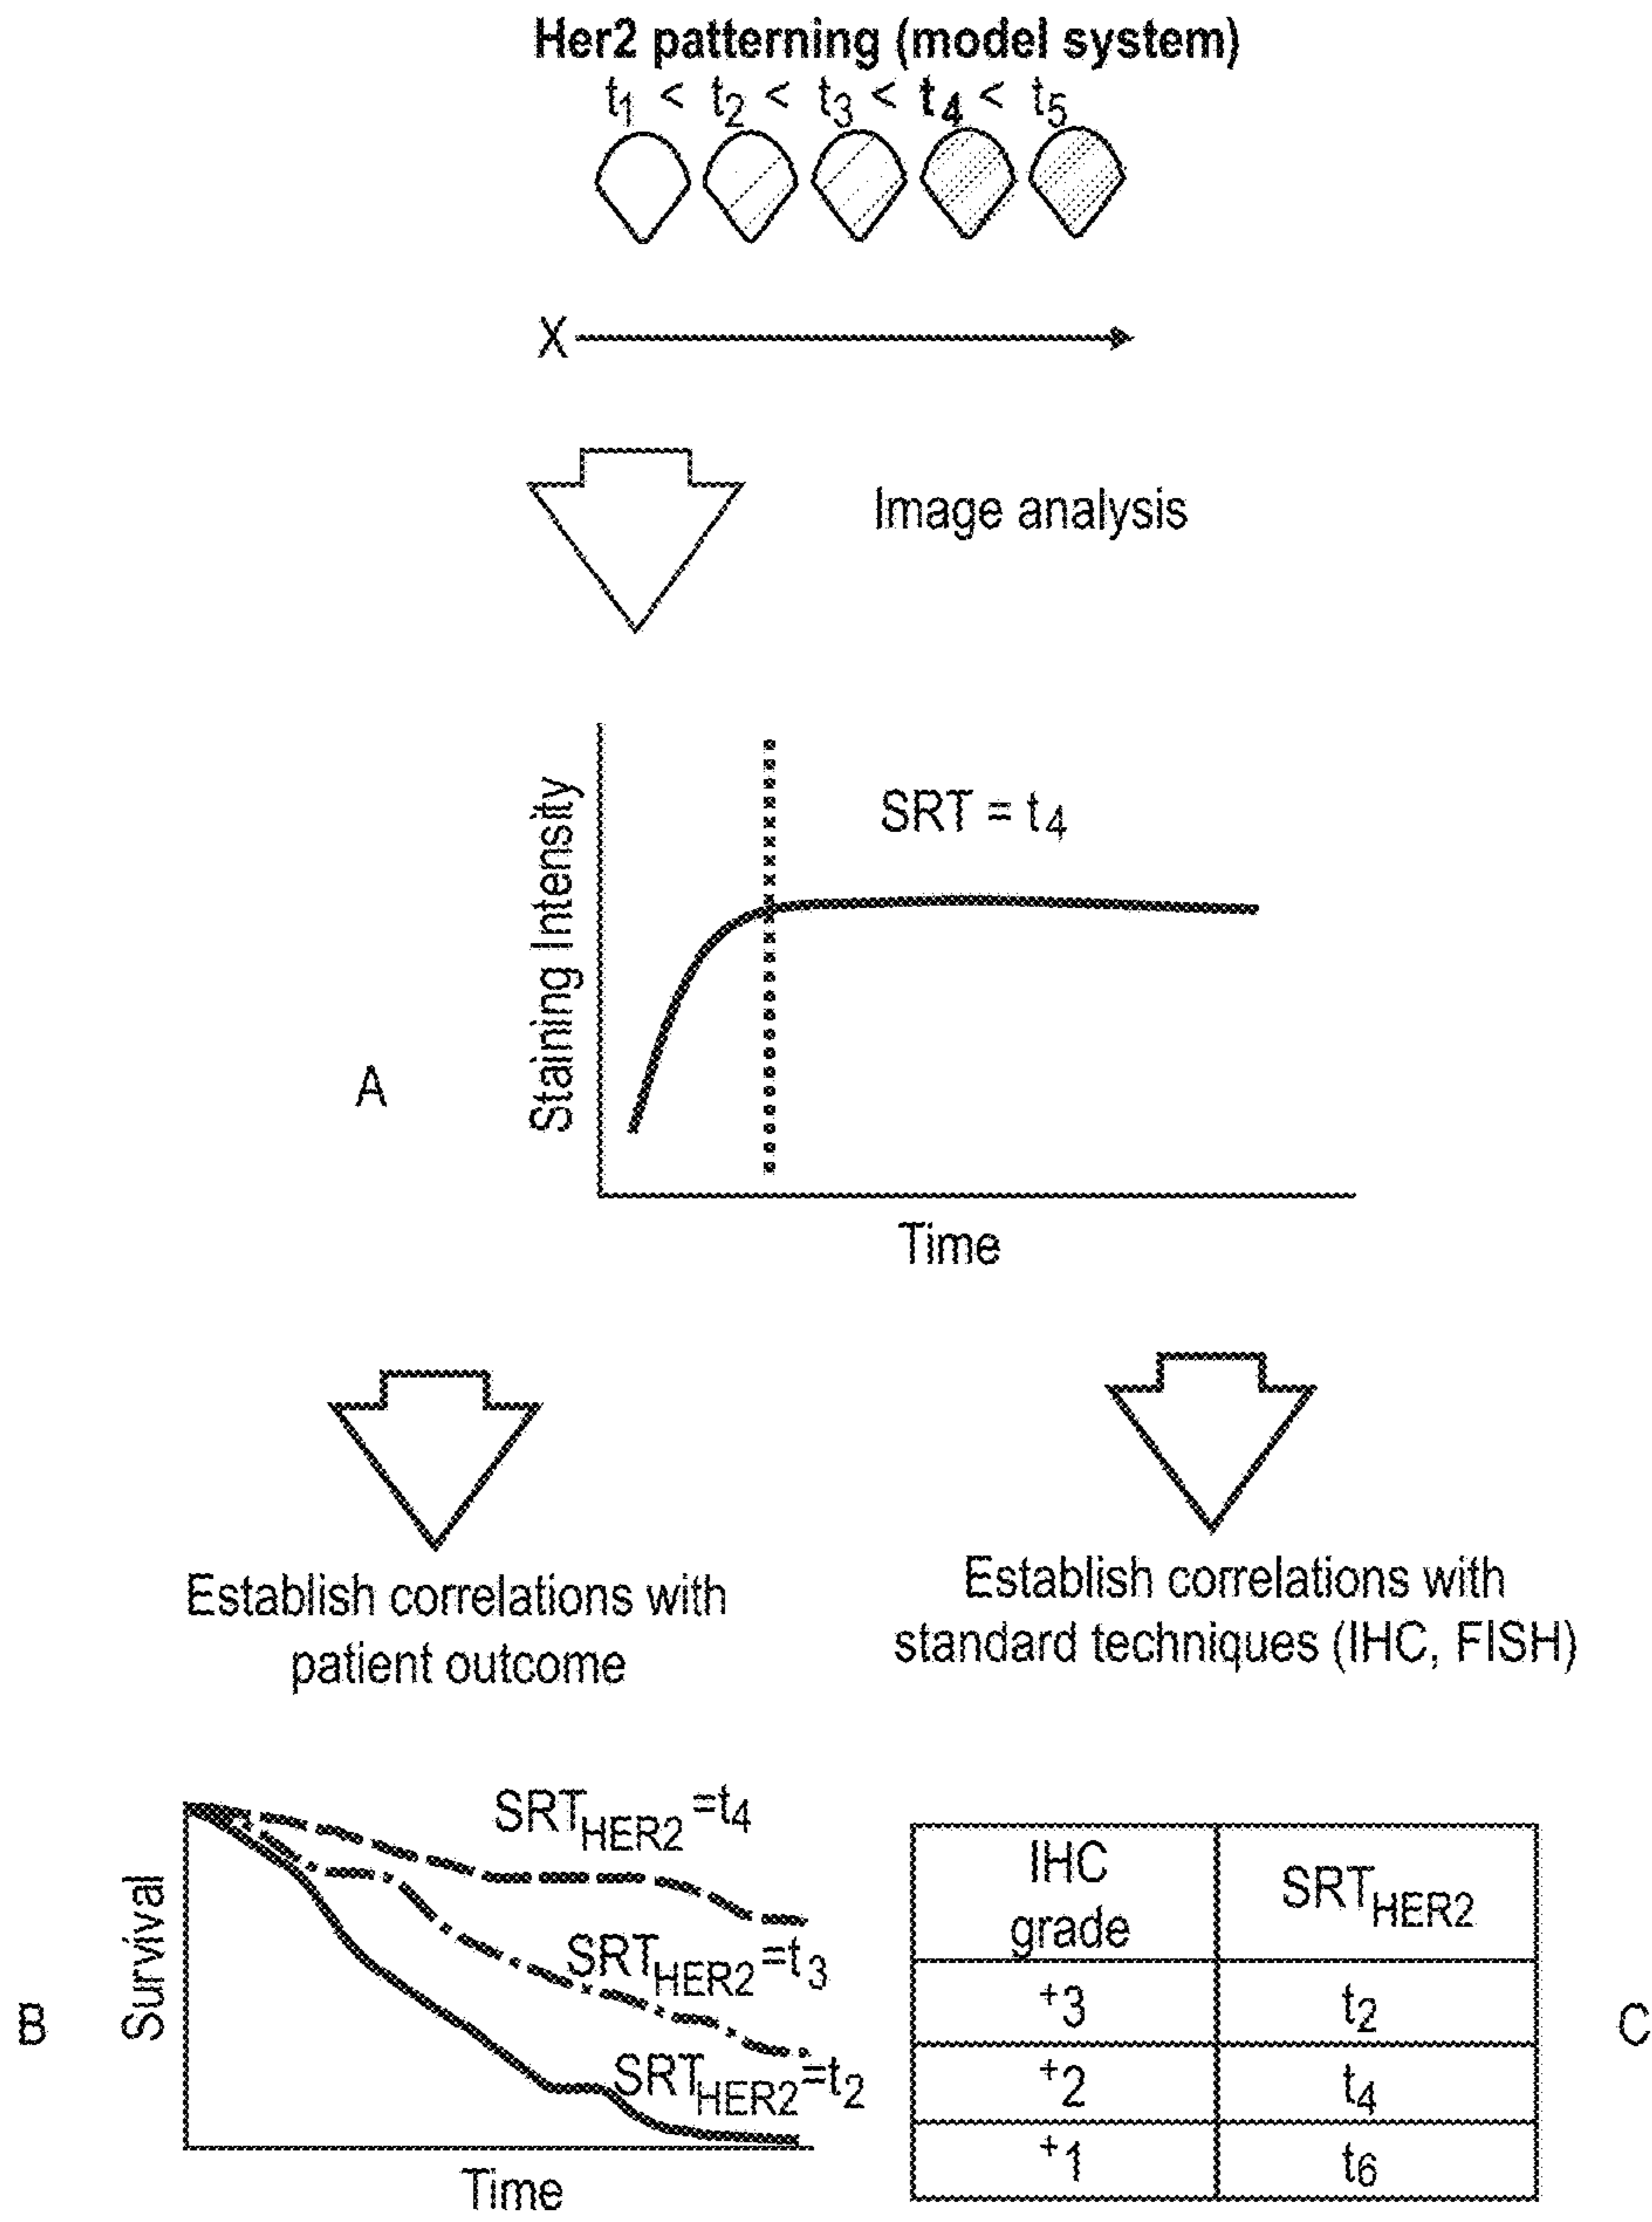 Her2 patterning (model system)
t1 < t2 < t3 < t4 < t5
X
Image analysis
Staining Intensity
SRT = t4
A
Time
Establish correlations with
patient outcome
Establish correlations with
standard techniques (IHC, FISH)
B
Survival
SRTHER2 =t4
SRTHER2 =t3
SRTHER2 =t2
Time
IHC
grade
SRTHER2
+3 t2
+2 t4
+1 t6
C